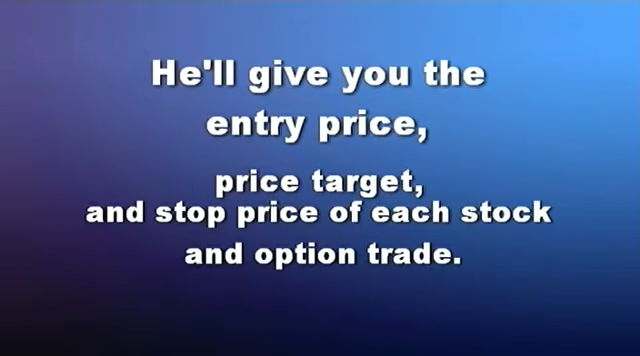 He'll give you the
entry price,
price target,
and stop price of each stock
and option trade.